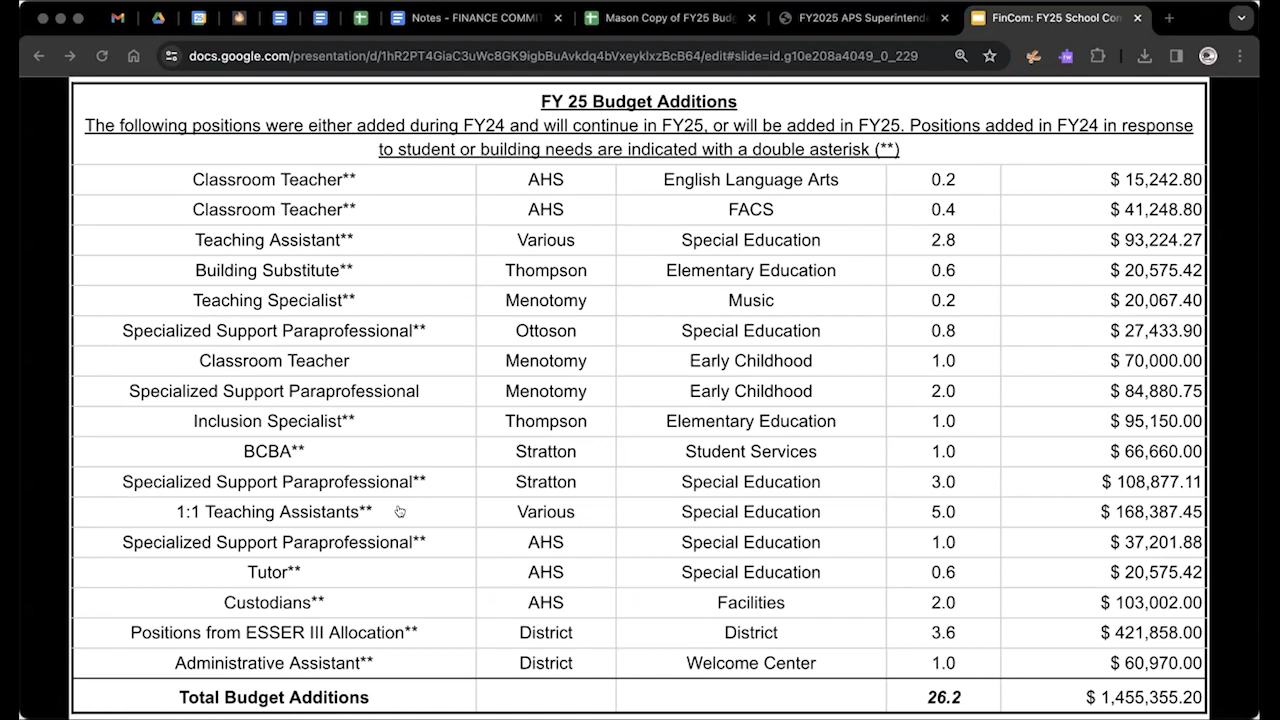 Notes - FINANCE COMMIT
Mason Copy of FY25 Budg
FY2025 APS Superintend
FinCom: FY25 School Con
docs.google.com/presentation/d/1hR2PT4GiaC3uWc8GK9igbBuAvkdq4bVxeyklxzBcB64/edit#slide=id.g10e208a4049_0_229
FY 25 Budget Additions
The following positions were either added during FY24 and will continue in FY25, or will be added in FY25. Positions added in FY24 in response
to student or building needs are indicated with a double asterisk (**)
Classroom Teacher** AHS English Language Arts 0.2 $ 15,242.80
Classroom Teacher** AHS FACS 0.4 $ 41,248.80
Teaching Assistant** Various Special Education 2.8 $ 93,224.27
Building Substitute** Thompson Elementary Education 0.6 $ 20,575.42
Teaching Specialist** Menotomy Music 0.2 $ 20,067.40
Specialized Support Paraprofessional** Ottoson Special Education 0.8 $ 27,433.90
Classroom Teacher Menotomy Early Childhood 1.0 $ 70,000.00
Specialized Support Paraprofessional Menotomy Early Childhood 2.0 $ 84,880.75
Inclusion Specialist** Thompson Elementary Education 1.0 $ 95,150.00
BCBA** Stratton Student Services 1.0 $ 66,660.00
Specialized Support Paraprofessional** Stratton Special Education 3.0 $ 108,877.11
1:1 Teaching Assistants** Various Special Education 5.0 $ 168,387.45
Specialized Support Paraprofessional** AHS Special Education 1.0 $ 37,201.88
Tutor** AHS Special Education 0.6 $ 20,575.42
Custodians** AHS Facilities 2.0 $ 103,002.00
Positions from ESSER III Allocation** District District 3.6 $ 421,858.00
Administrative Assistant** District Welcome Center 1.0 $ 60,970.00
Total Budget Additions 26.2 $ 1,455,355.20